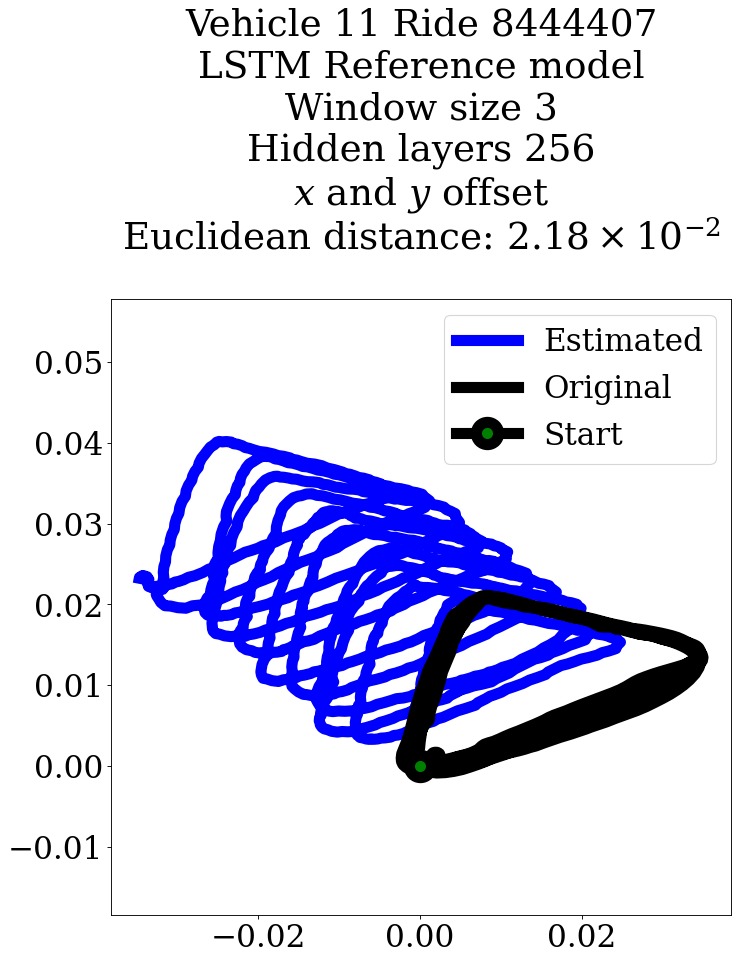 Vehicle 11 Ride 8444407
LSTM Reference model
Window size 3
Hidden layers 256
x and y offset
Euclidean distance: 2.18 × 10⁻²
Estimated
Original
Start
0.05
0.04
0.03
0.02
0.01
0.00
−0.01
−0.02 0.00 0.02